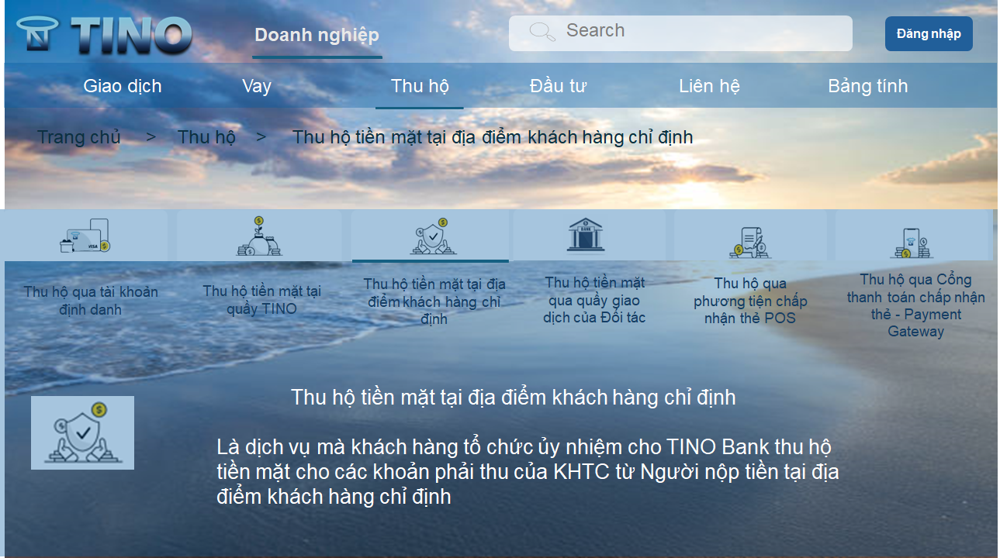 TINO
Doanh nghiệp
Search
Đăng nhập
Giao dịch
Vay
Thu hộ
Đầu tư
Liên hệ
Bảng tính
Trang chủ > Thu hộ > Thu hộ tiền mặt tại địa điểm khách hàng chỉ định
VISA
BANK
Thu hộ qua tài khoản
định danh
Thu hộ tiền mặt tại
quầy TINO
Thu hộ tiền mặt tại địa
điểm khách hàng chỉ
định
Thu hộ tiền mặt
qua quầy giao
dịch của Đối tác
Thu hộ qua
phương tiện chấp
nhận thẻ POS
Thu hộ qua Cổng
thanh toán chấp nhận
thẻ - Payment
Gateway
Thu hộ tiền mặt tại địa điểm khách hàng chỉ định
Là dịch vụ mà khách hàng tổ chức ủy nhiệm cho TINO Bank thu hộ
tiền mặt cho các khoản phải thu của KHTC từ Người nộp tiền tại địa
điểm khách hàng chỉ định